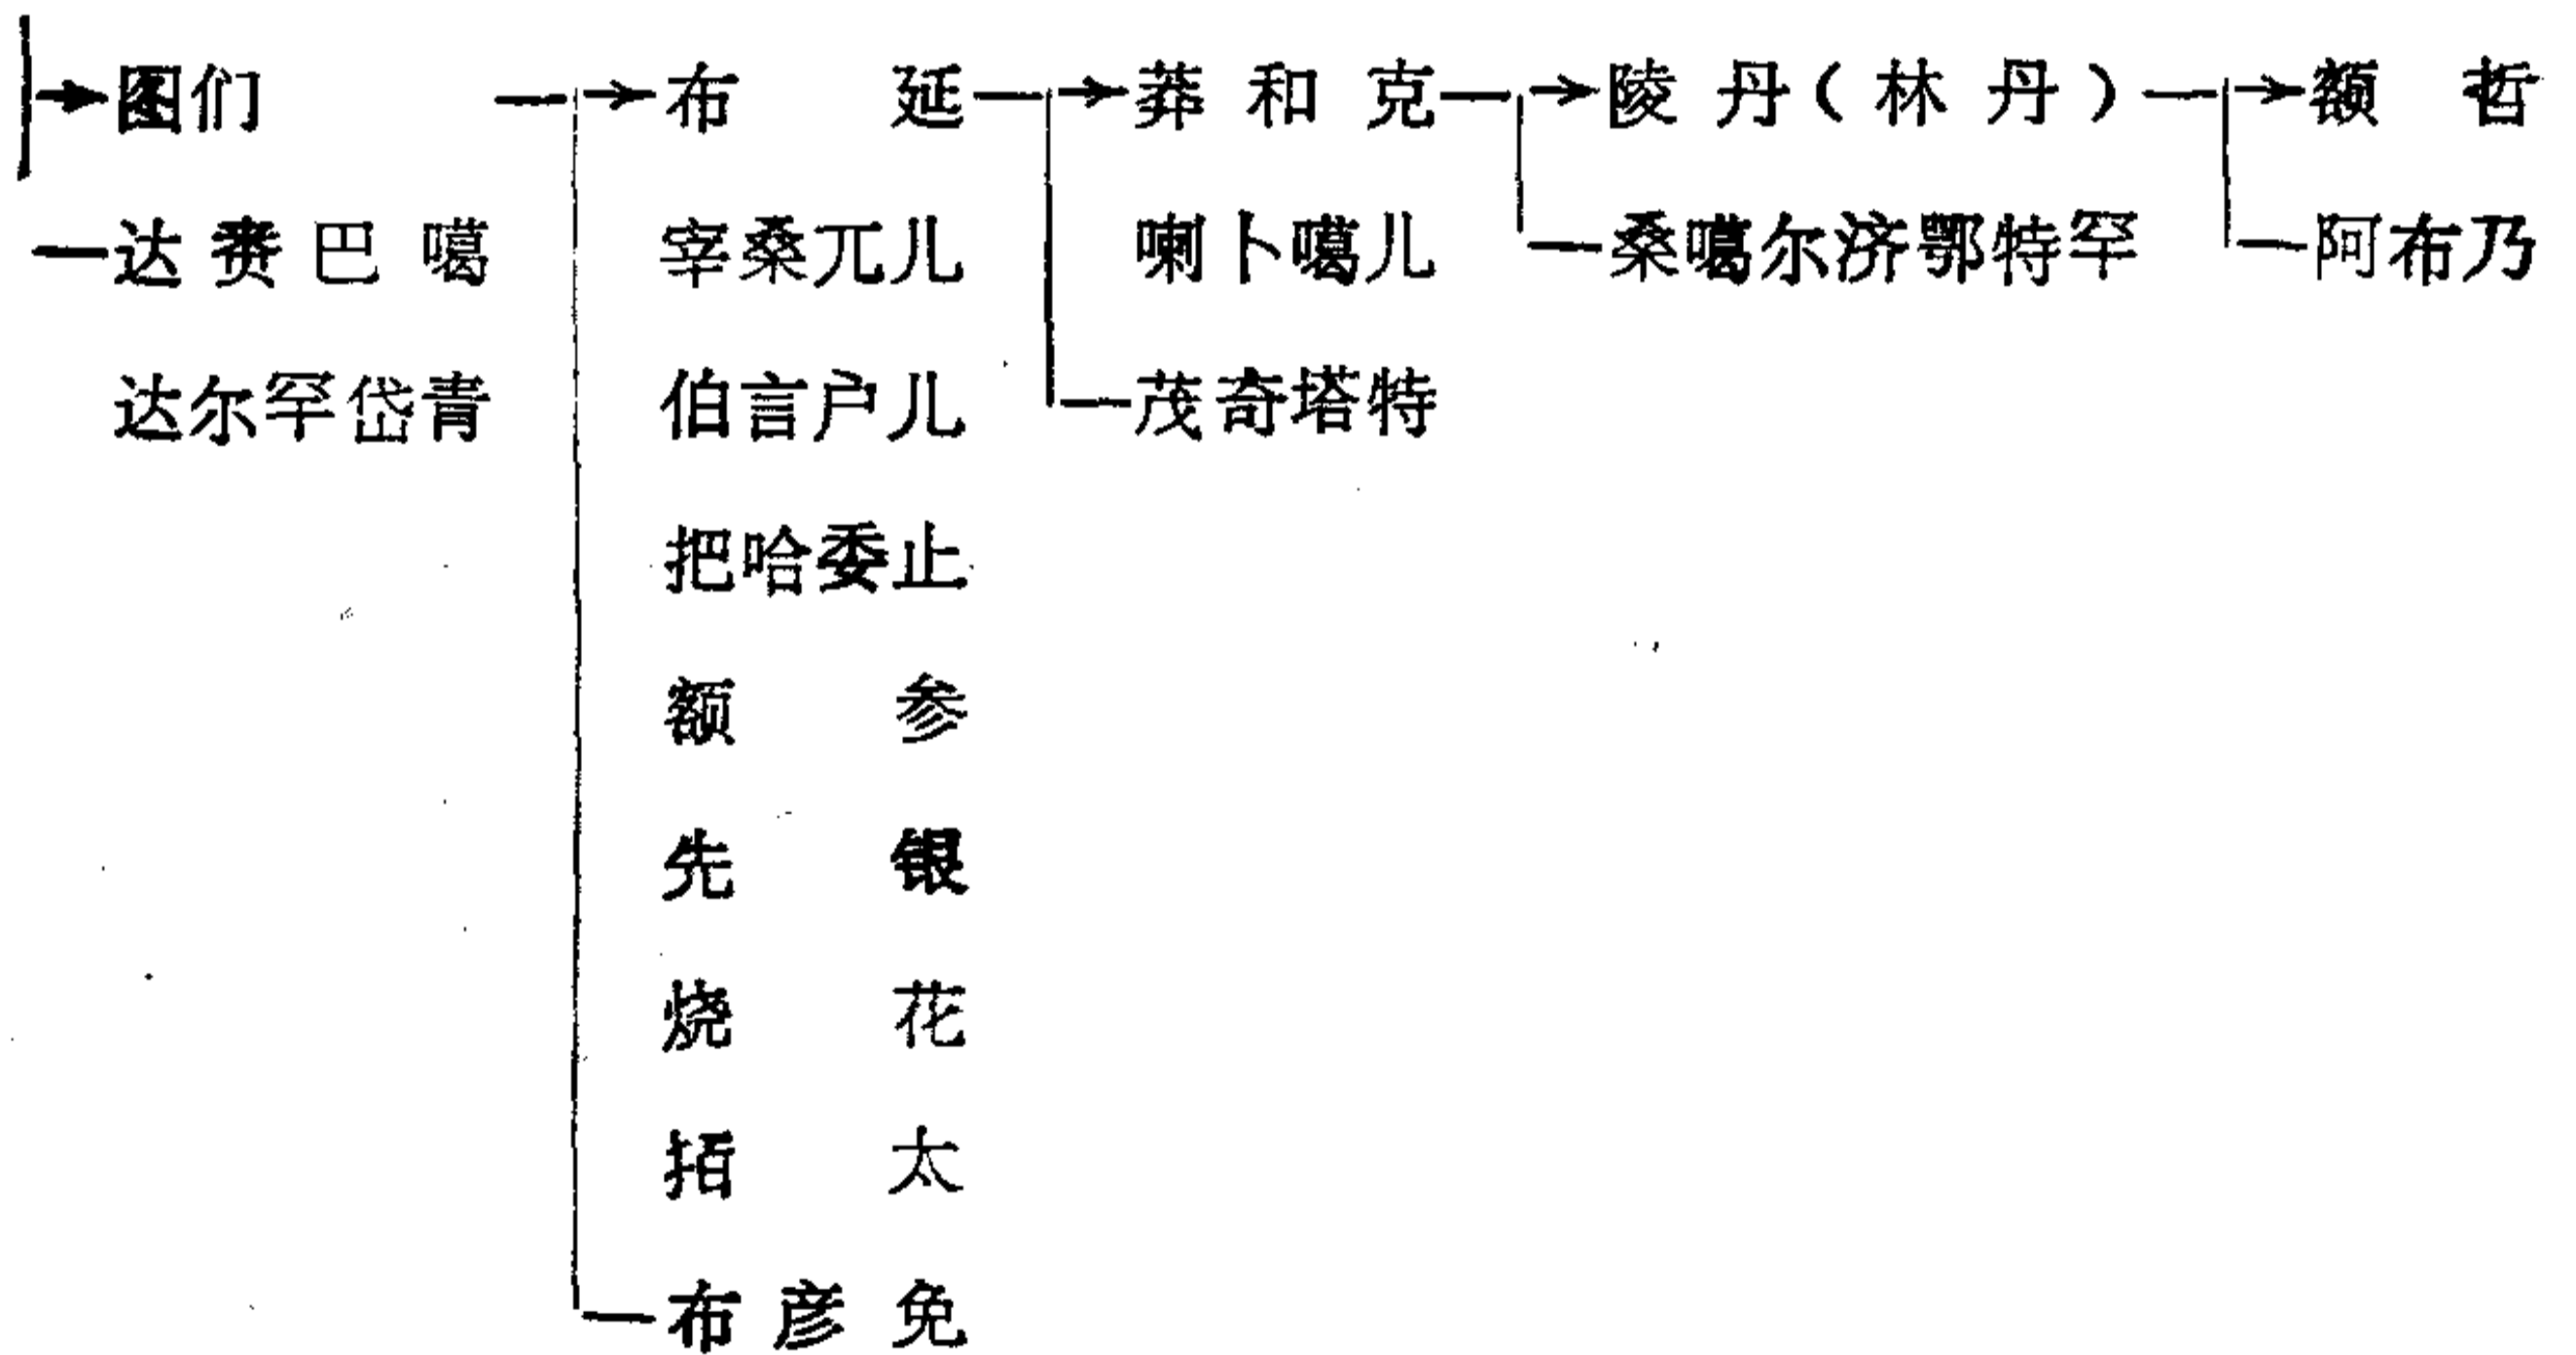 图们 布延 莽和克 陵丹(林丹) 额哲
达赉巴噶 宰桑兀儿 喇卜噶儿 桑噶尔济鄂特罕 阿布乃
达尔罕岱青 伯言户儿 茂奇塔特
把哈委止
额参
先银
烧花
拓太
布彦免